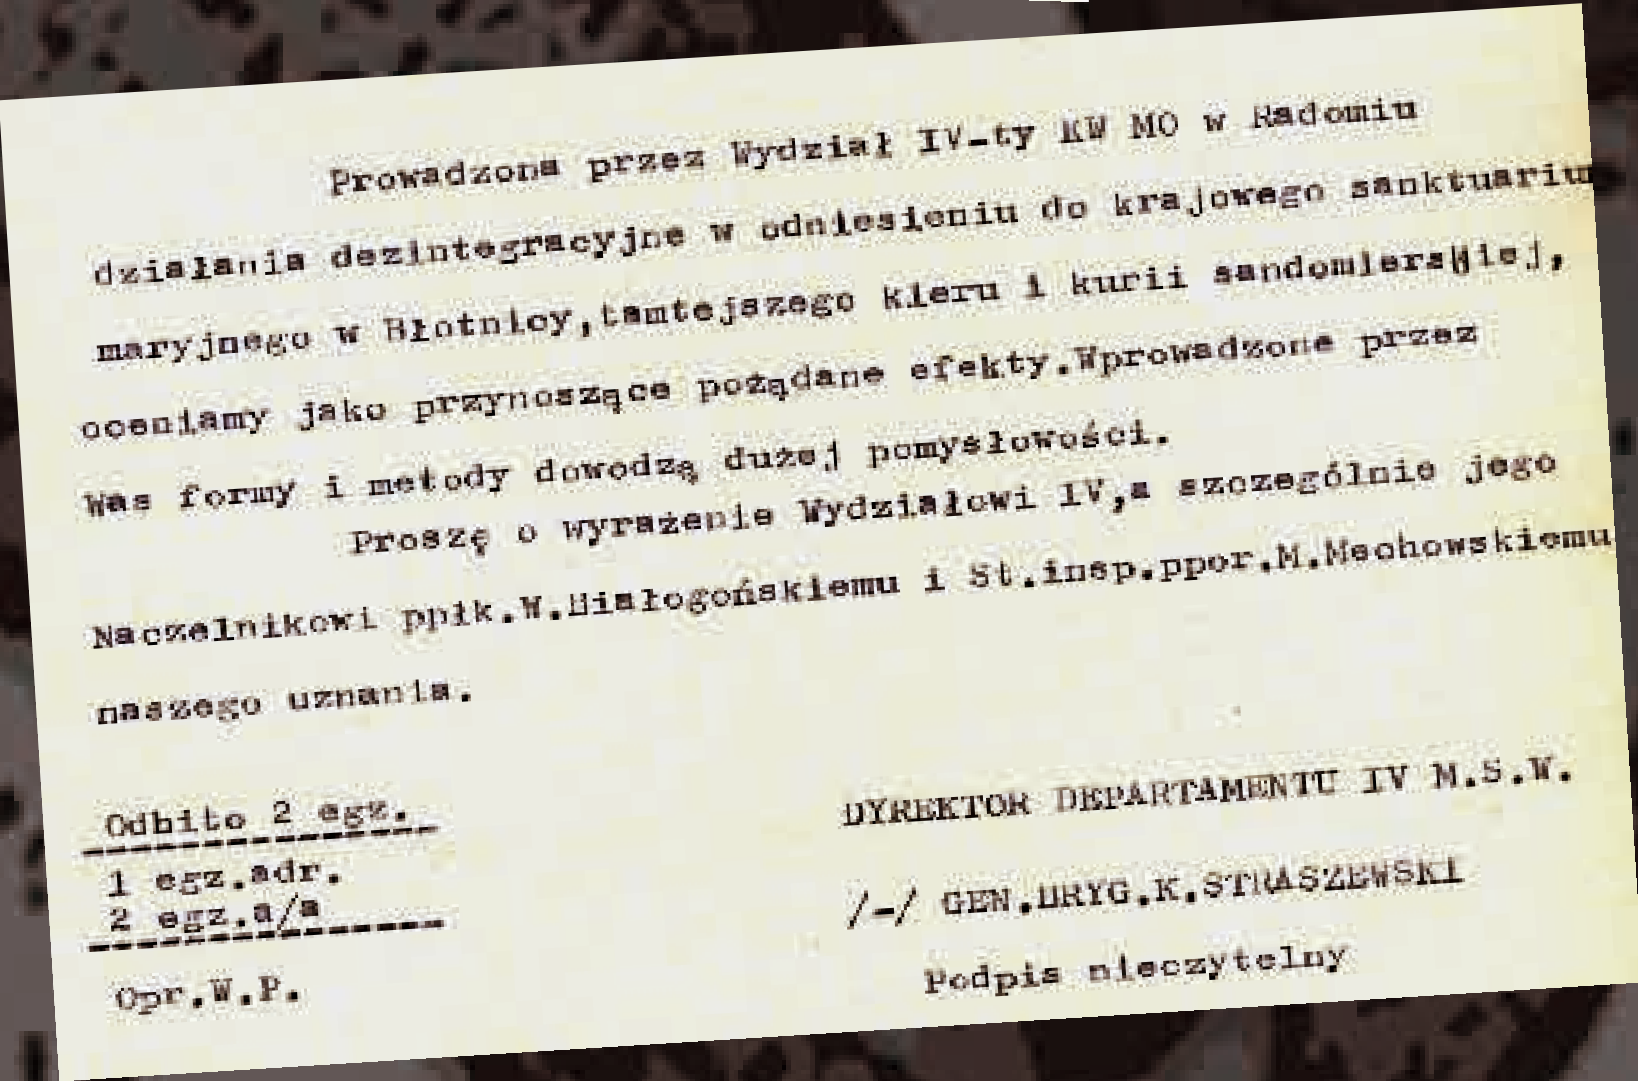 Prowadzona przez Wydział IV-ty KW MO w Radomiu
działania dezintegracyjne w odniesieniu do krajowego sanktuarium
maryjnego w Błotnicy,tamtejszego kleru i kurii sandomierskiej,
oceniamy jako przynoszące pożądane efekty.Wprowadzone przez
Was formy i metody dowodzą dużej pomysłowości.
Proszę o wyrażenie Wydziałowi IV,a szczególnie jego
Naczelnikowi ppłk.W.Białogońskiemu i St.insp.ppor.M.Mechowskiemu
naszego uznania.
Odbito 2 egz.
1 egz.adr.
2 egz.a/a
Opr.W.P.
DYREKTOR DEPARTAMENTU IV M.S.W.
/-/ GEN.BRYG.K.STRASZEWSKI
Podpis nieczytelny